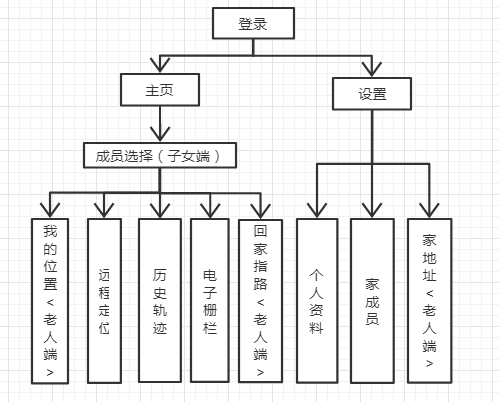 登录
主页
设置
成员选择（子女端）
我的位置<老人端>
远程定位
历史轨迹
电子栅栏
回家指路<老人端>
个人资料
家成员
家地址<老人端>